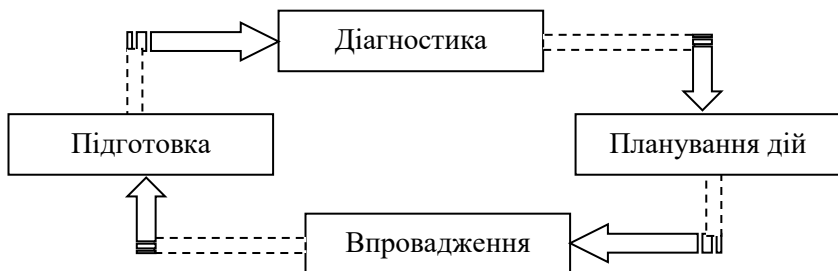 Діагностика
Підготовка
Планування дій
Впровадження